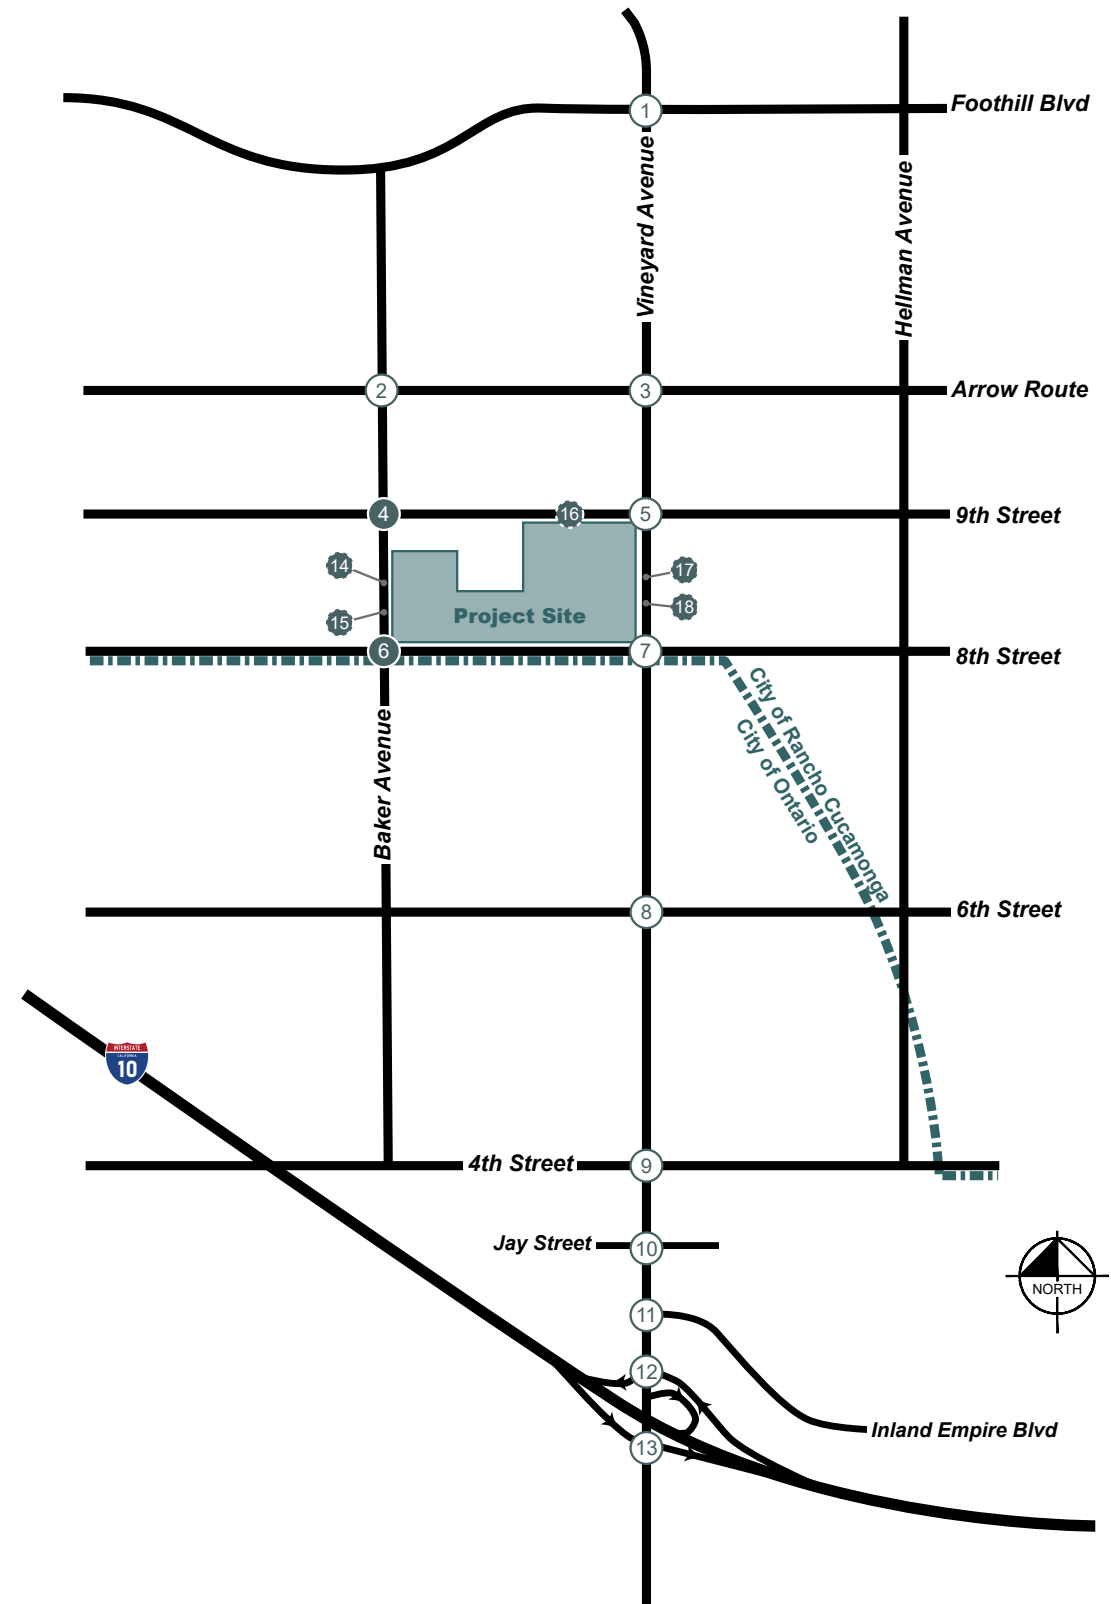 Foothill Blvd
1
Vineyard Avenue
Hellman Avenue
2
3
Arrow Route
4
16
5
9th Street
14
17
15
18
Project Site
6
7
8th Street
City of Rancho Cucamonga
City of Ontario
Baker Avenue
8
6th Street
INTERSTATE
CALIFORNIA
10
4th Street
9
Jay Street
10
NORTH
11
12
Inland Empire Blvd
13